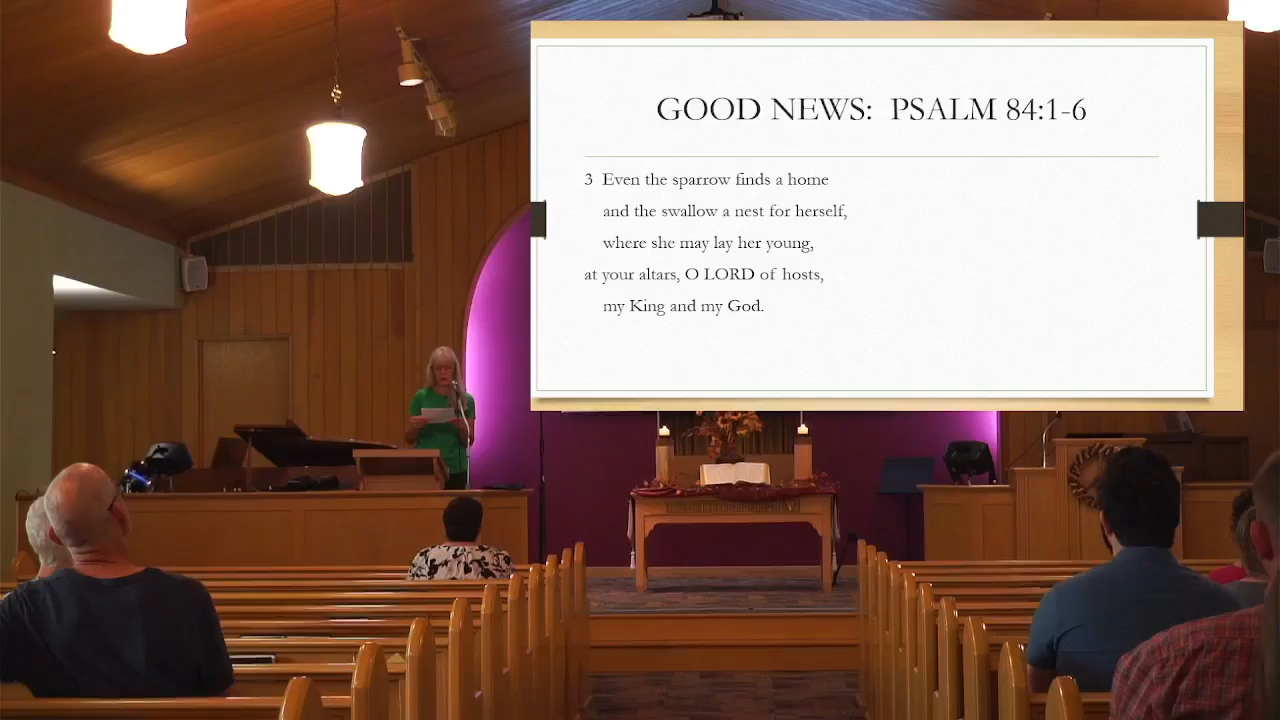 GOOD NEWS: PSALM 84:1-6
3 Even the sparrow finds a home
and the swallow a nest for herself,
where she may lay her young,
at your altars, O LORD of hosts,
my King and my God.